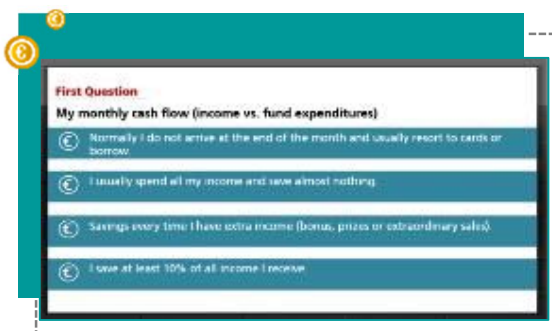 First Question
My monthly cash flow (income vs. fund expenditures)
Normally I do not arrive at the end of the month and usually resort to cards or
borrow.
I usually spend all my income and save almost nothing
Savings every time I have extra income (bonus, prizes or extraordinary sales)
I save at least 10% of all income I receive